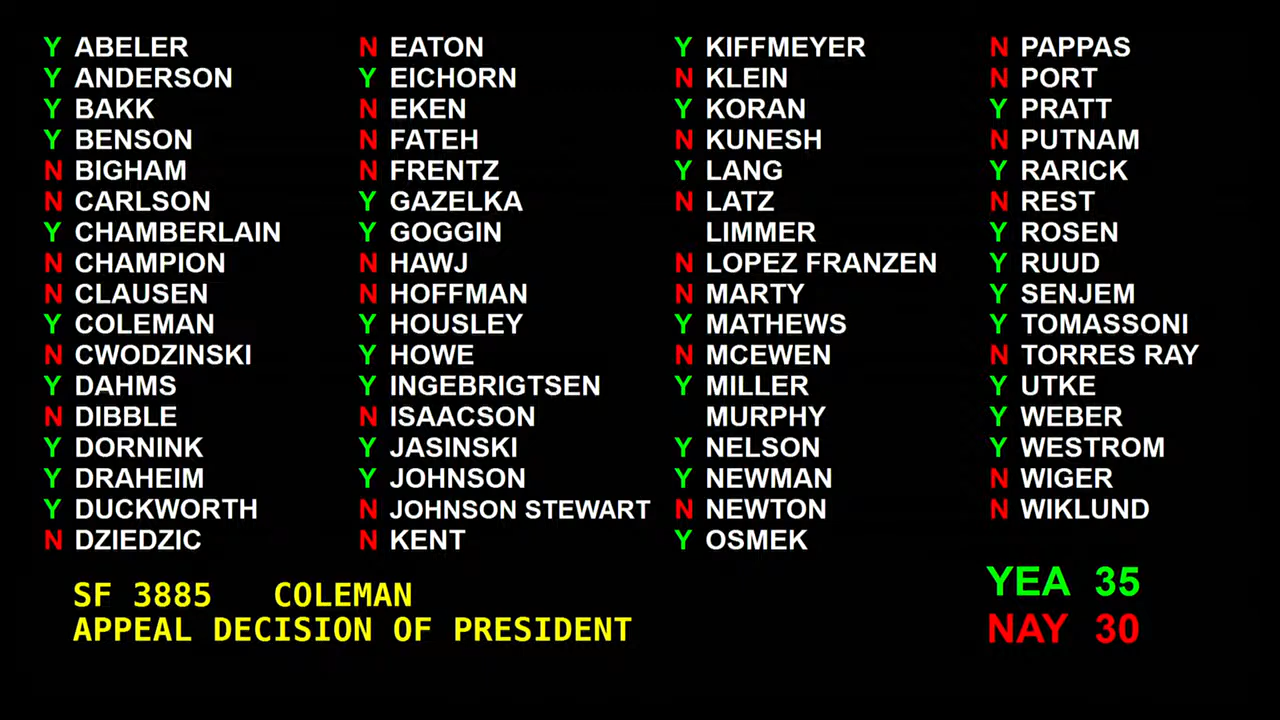 Y ABELER
Y ANDERSON
Y BAKK
Y BENSON
N BIGHAM
N CARLSON
Y CHAMBERLAIN
N CHAMPION
N CLAUSEN
Y COLEMAN
N CWODZINSKI
Y DAHMS
N DIBBLE
Y DORNINK
Y DRAHEIM
Y DUCKWORTH
N DZIEDZIC
N EATON
Y EICHORN
N EKEN
N FATEH
N FRENTZ
Y GAZELKA
Y GOGGIN
N HAWJ
N HOFFMAN
Y HOUSLEY
Y HOWE
Y INGEBRIGTSEN
N ISAACSON
Y JASINSKI
Y JOHNSON
N JOHNSON STEWART
N KENT
Y KIFFMEYER
N KLEIN
Y KORAN
N KUNESH
Y LANG
N LATZ
LIMMER
N LOPEZ FRANZEN
N MARTY
Y MATHEWS
N MCEWEN
Y MILLER
MURPHY
Y NELSON
Y NEWMAN
N NEWTON
Y OSMEK
N PAPPAS
N PORT
Y PRATT
N PUTNAM
Y RARICK
N REST
Y ROSEN
Y RUUD
Y SENJEM
Y TOMASSONI
N TORRES RAY
Y UTKE
Y WEBER
Y WESTROM
N WIGER
N WIKLUND
SF 3885 COLEMAN
APPEAL DECISION OF PRESIDENT
YEA 35
NAY 30